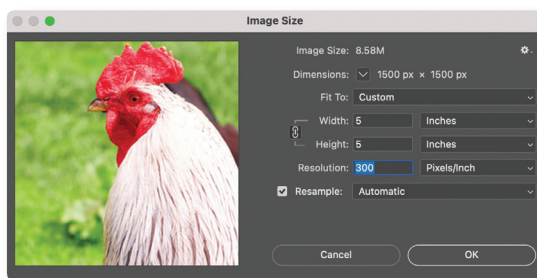 Image Size
Image Size: 8.58M
Dimensions: 1500 px × 1500 px
Fit To: Custom
Width: 5 Inches
Height: 5 Inches
Resolution: 300 Pixels/Inch
Resample: Automatic
Cancel OK